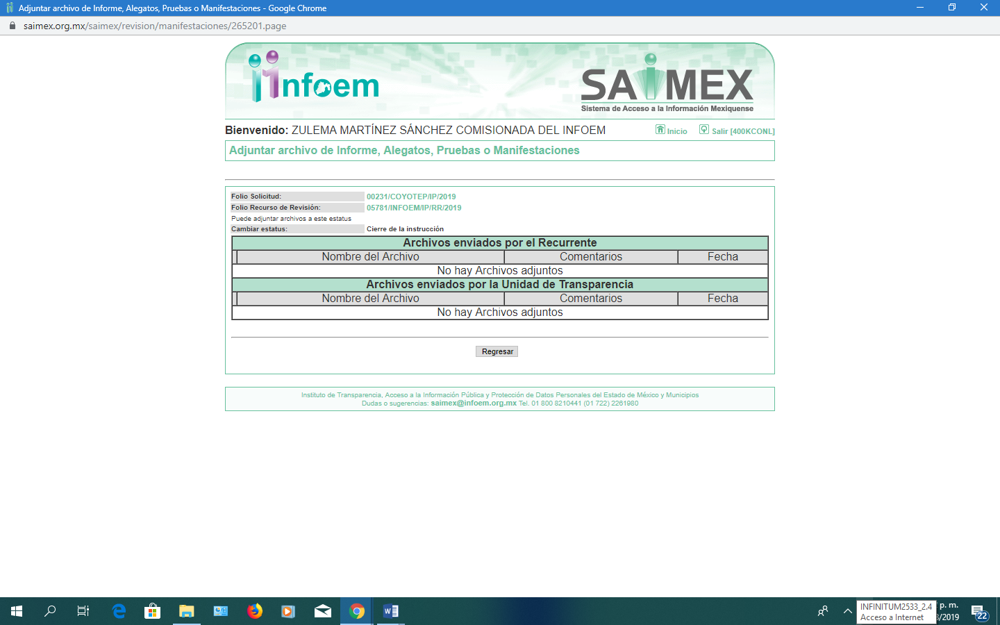 Adjuntar archivo de Informe, Alegatos, Pruebas o Manifestaciones - Google Chrome
saimex.org.mx/saimex/revision/manifestaciones/265201.page
infoem
SAIMEX
Sistema de Acceso a la Información Mexiquense
Bienvenido: ZULEMA MARTÍNEZ SÁNCHEZ COMISIONADA DEL INFOEM
Inicio Salir [400KCONL]
Adjuntar archivo de Informe, Alegatos, Pruebas o Manifestaciones
Folio Solicitud: 00231/COYOTEP/IP/2019
Folio Recurso de Revisión: 05781/INFOEM/IP/RR/2019
Puede adjuntar archivos a este estatus
Cambiar estatus: Cierre de la instrucción
Archivos enviados por el Recurrente
Nombre del Archivo Comentarios Fecha
No hay Archivos adjuntos
Archivos enviados por la Unidad de Transparencia
Nombre del Archivo Comentarios Fecha
No hay Archivos adjuntos
Regresar
Instituto de Transparencia, Acceso a la Información Pública y Protección de Datos Personales del Estado de México y Municipios
Dudas o sugerencias: saimex@infoem.org.mx Tel. 01 800 8210441 (01 722) 2261980
INFINITUM2533_2.4
Acceso a Internet
p. m.
/2019
22